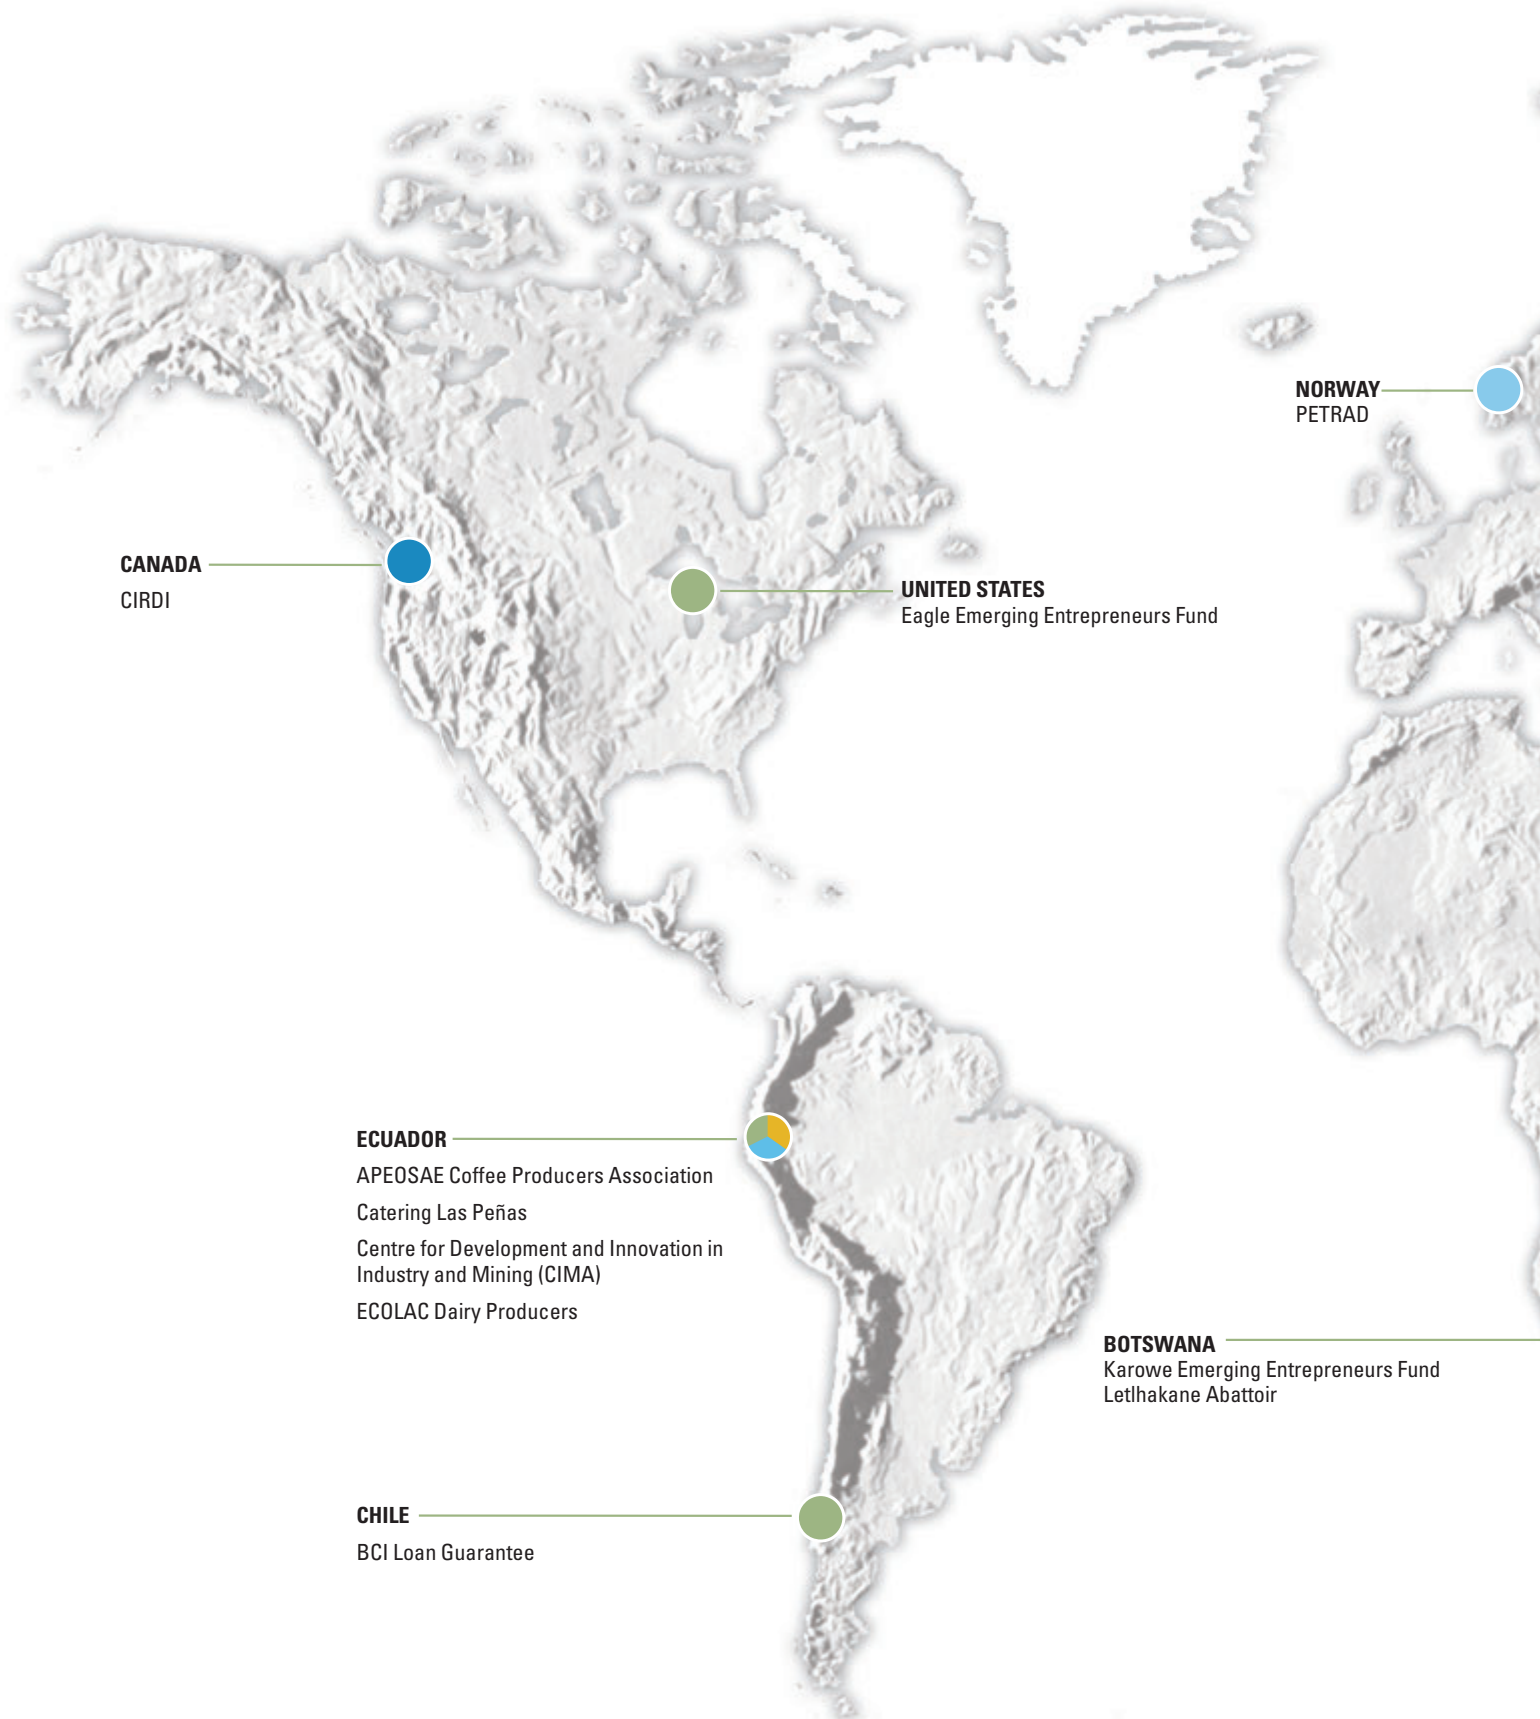 NORWAY
PETRAD
CANADA
CIRDI
UNITED STATES
Eagle Emerging Entrepreneurs Fund
ECUADOR
APEOSAE Coffee Producers Association
Catering Las Peñas
Centre for Development and Innovation in
Industry and Mining (CIMA)
ECOLAC Dairy Producers
BOTSWANA
Karowe Emerging Entrepreneurs Fund
Letlhakane Abattoir
CHILE
BCI Loan Guarantee